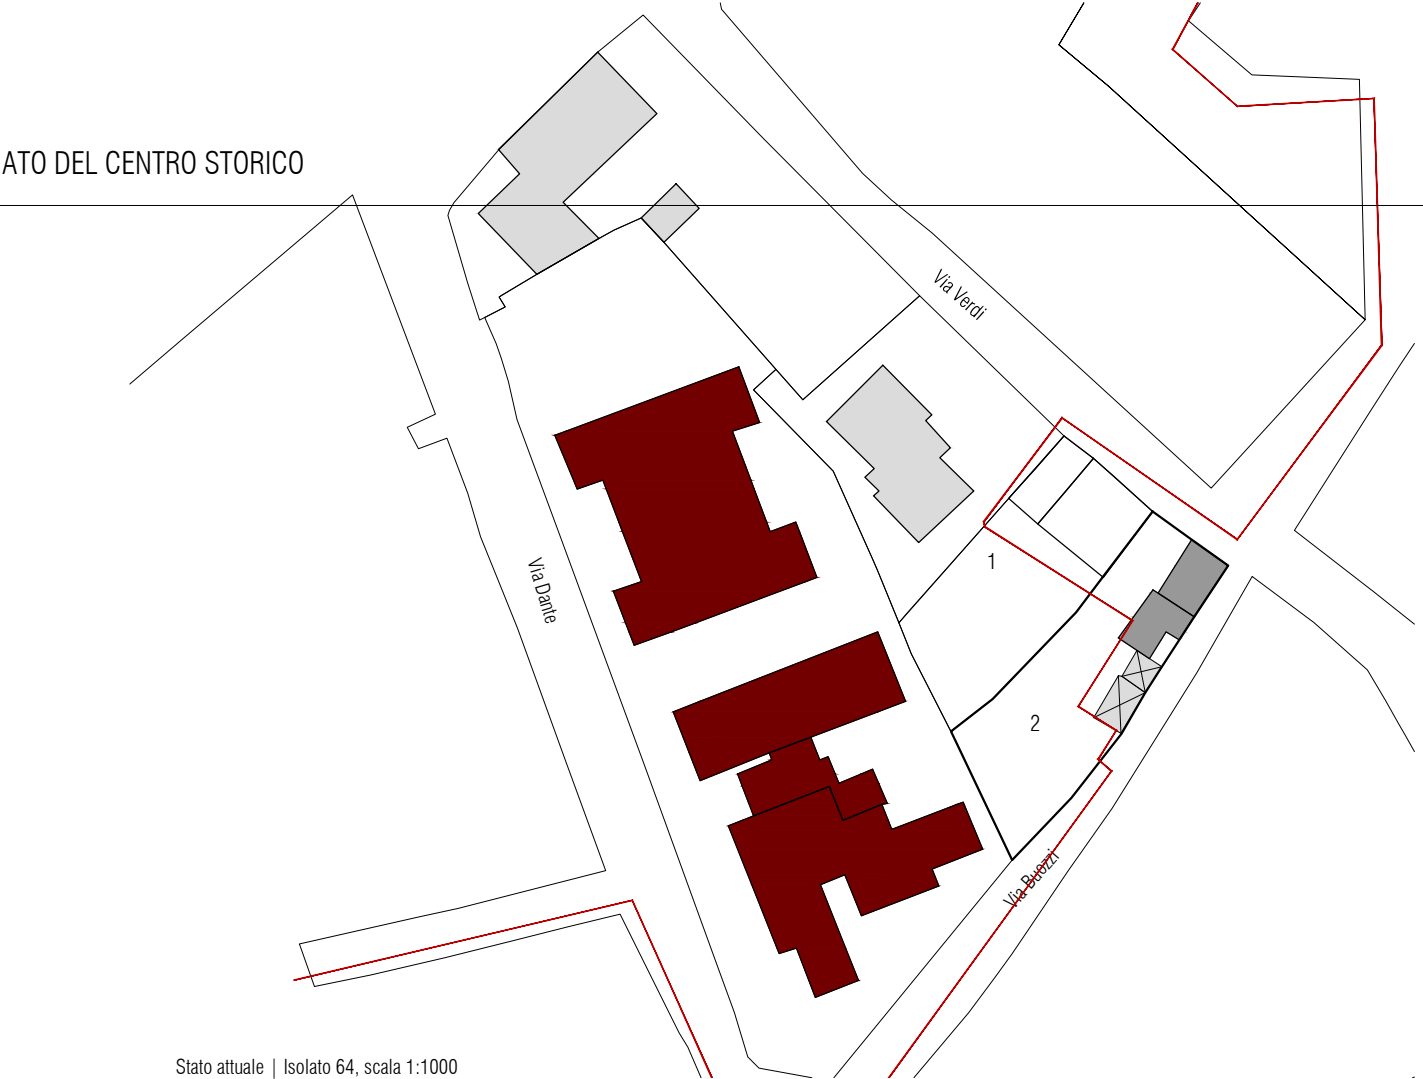 ATO DEL CENTRO STORICO
Via Verdi
1
Via Dante
2
Via Buozzi
Stato attuale | Isolato 64, scala 1:1000